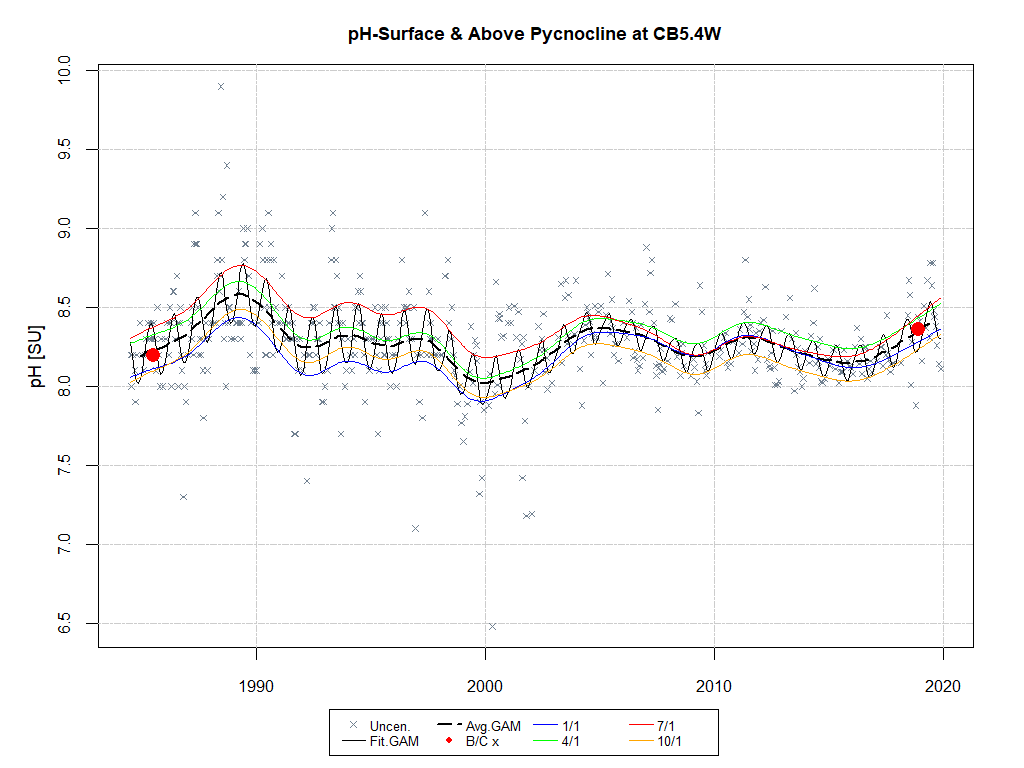 pH-Surface & Above Pycnocline at CB5.4W
pH [SU]
10.0
9.5
9.0
8.5
8.0
7.5
7.0
6.5
1990 2000 2010 2020
Uncen. Avg.GAM 1/1 7/1
Fit.GAM B/C x 4/1 10/1